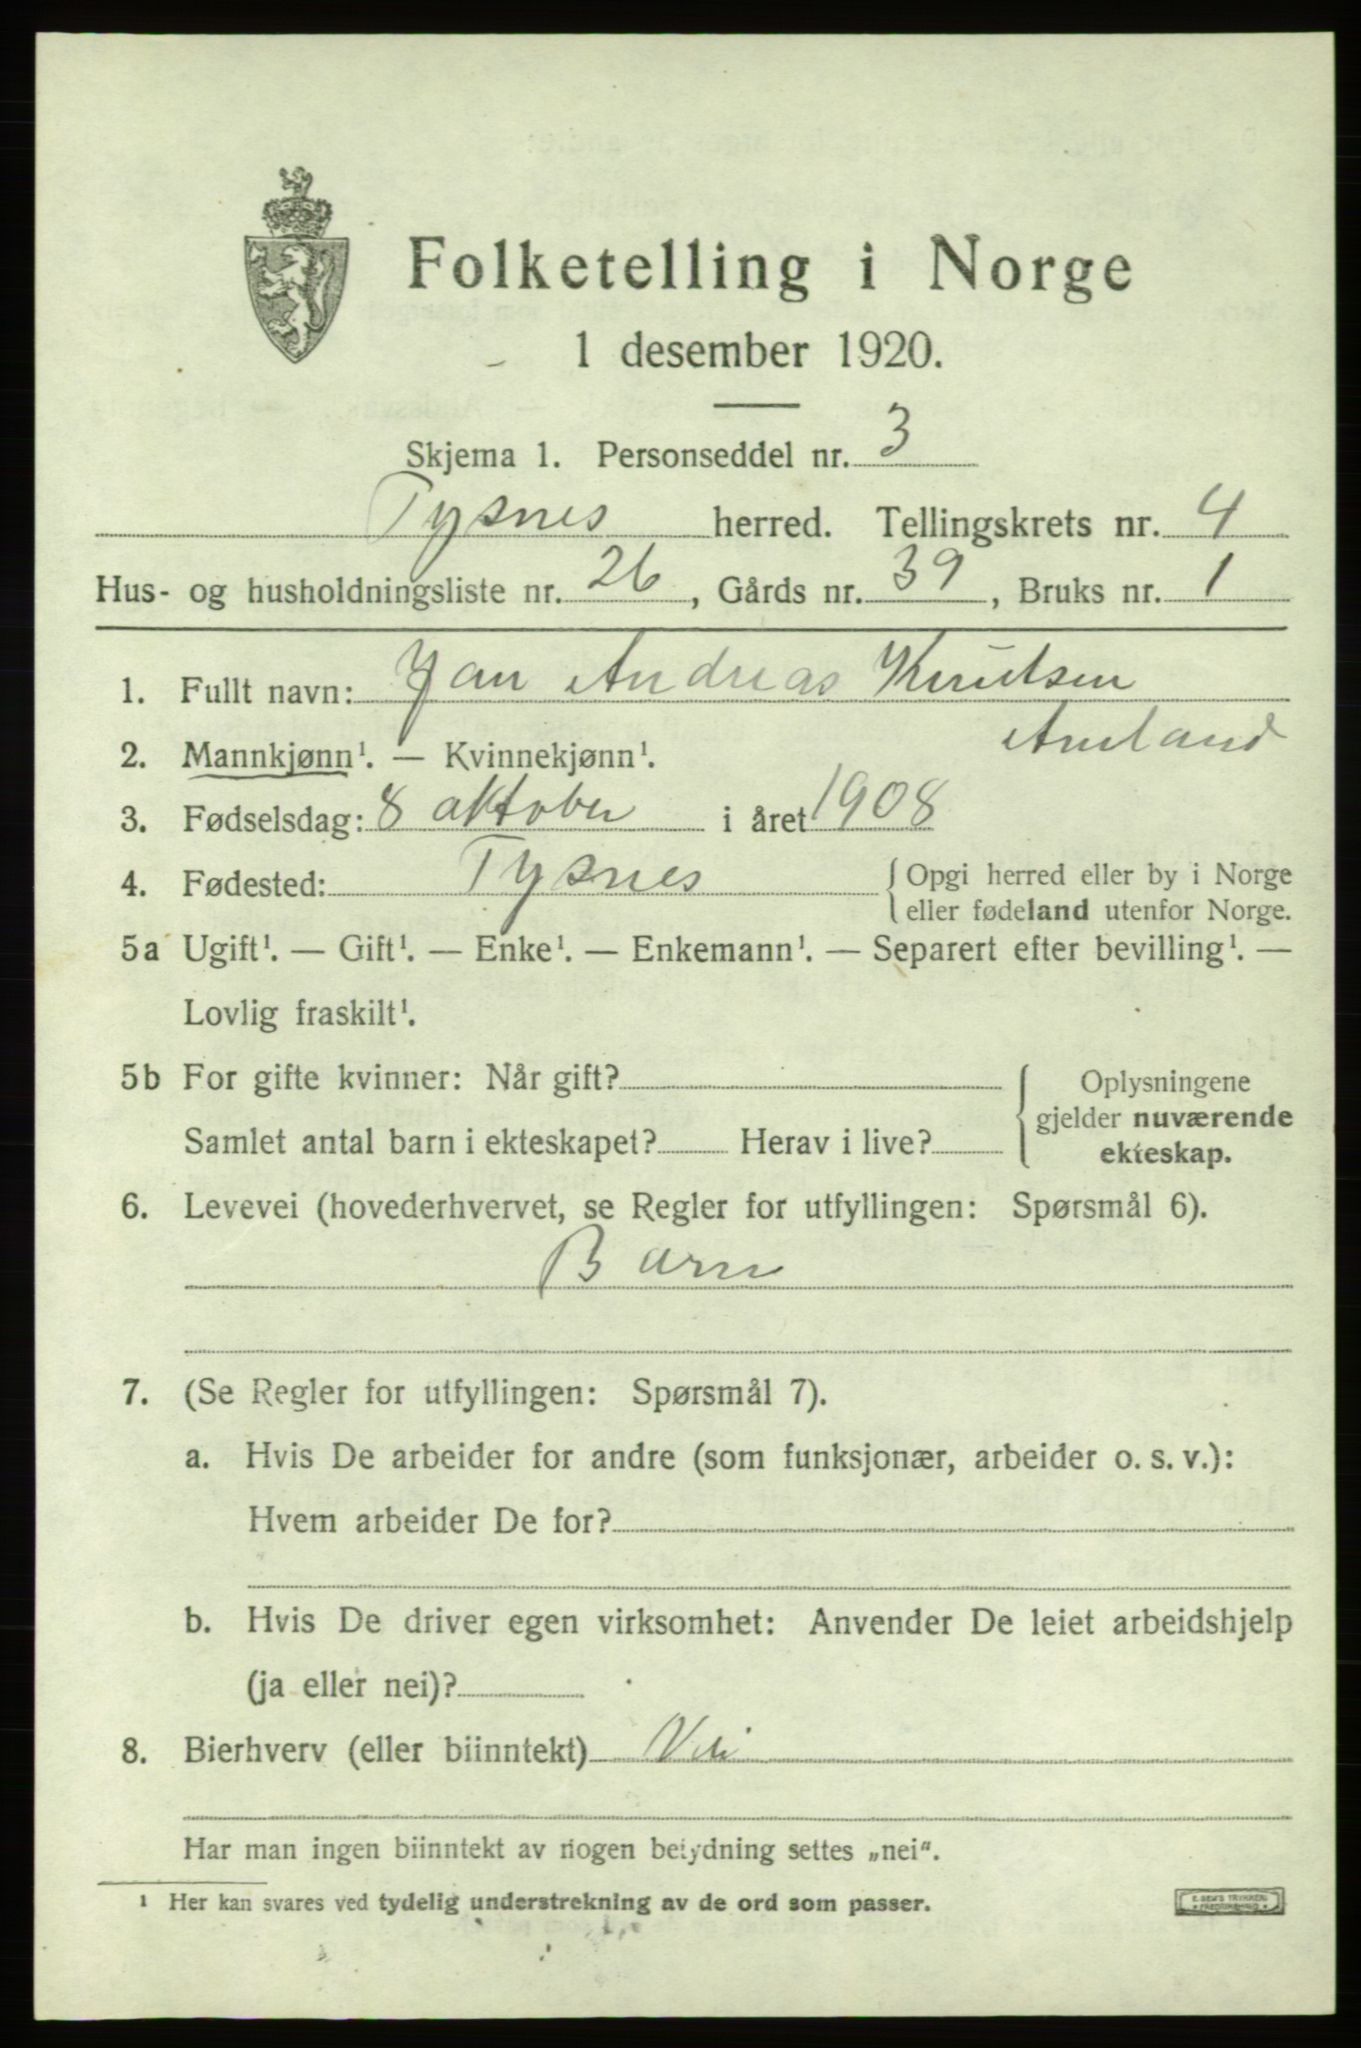 Folketelling i Norge
1 desember 1920.
Skjema 1. Personseddel nr. 3
Tysnes herred. Tellingskrets nr. 4
Hus- og husholdningsliste nr. 26, Gårds nr. 39, Bruks nr. 1
1. Fullt navn: Jan Andreas Knutsen
2. Mannkjønn¹. — Kvinnekjønn¹.
3. Fødselsdag: 8 oktober i året 1908
4. Fødested: Tysnes { Opgi herred eller by i Norge
eller fødeland utenfor Norge.
5a Ugift¹. — Gift¹. — Enke¹. — Enkemann¹. — Separert efter bevilling¹. —
Lovlig fraskilt¹.
5b For gifte kvinner: Når gift? { Oplysningene
gjelder nuværende
Samlet antal barn i ekteskapet? Herav i live?
ekteskap.
6. Levevei (hovederhvervet, se Regler for utfyllingen: Spørsmål 6).
Barn
7. (Se Regler for utfyllingen: Spørsmål 7).
a. Hvis De arbeider for andre (som funksjonær, arbeider o. s. v.):
Hvem arbeider De for?
b. Hvis De driver egen virksomhet: Anvender De leiet arbeidshjelp
(ja eller nei)?
8. Bierhverv (eller biinntekt) Nei
Har man ingen biinntekt av nogen betydning settes „nei“.
¹ Her kan svares ved tydelig understrekning av de ord som passer.